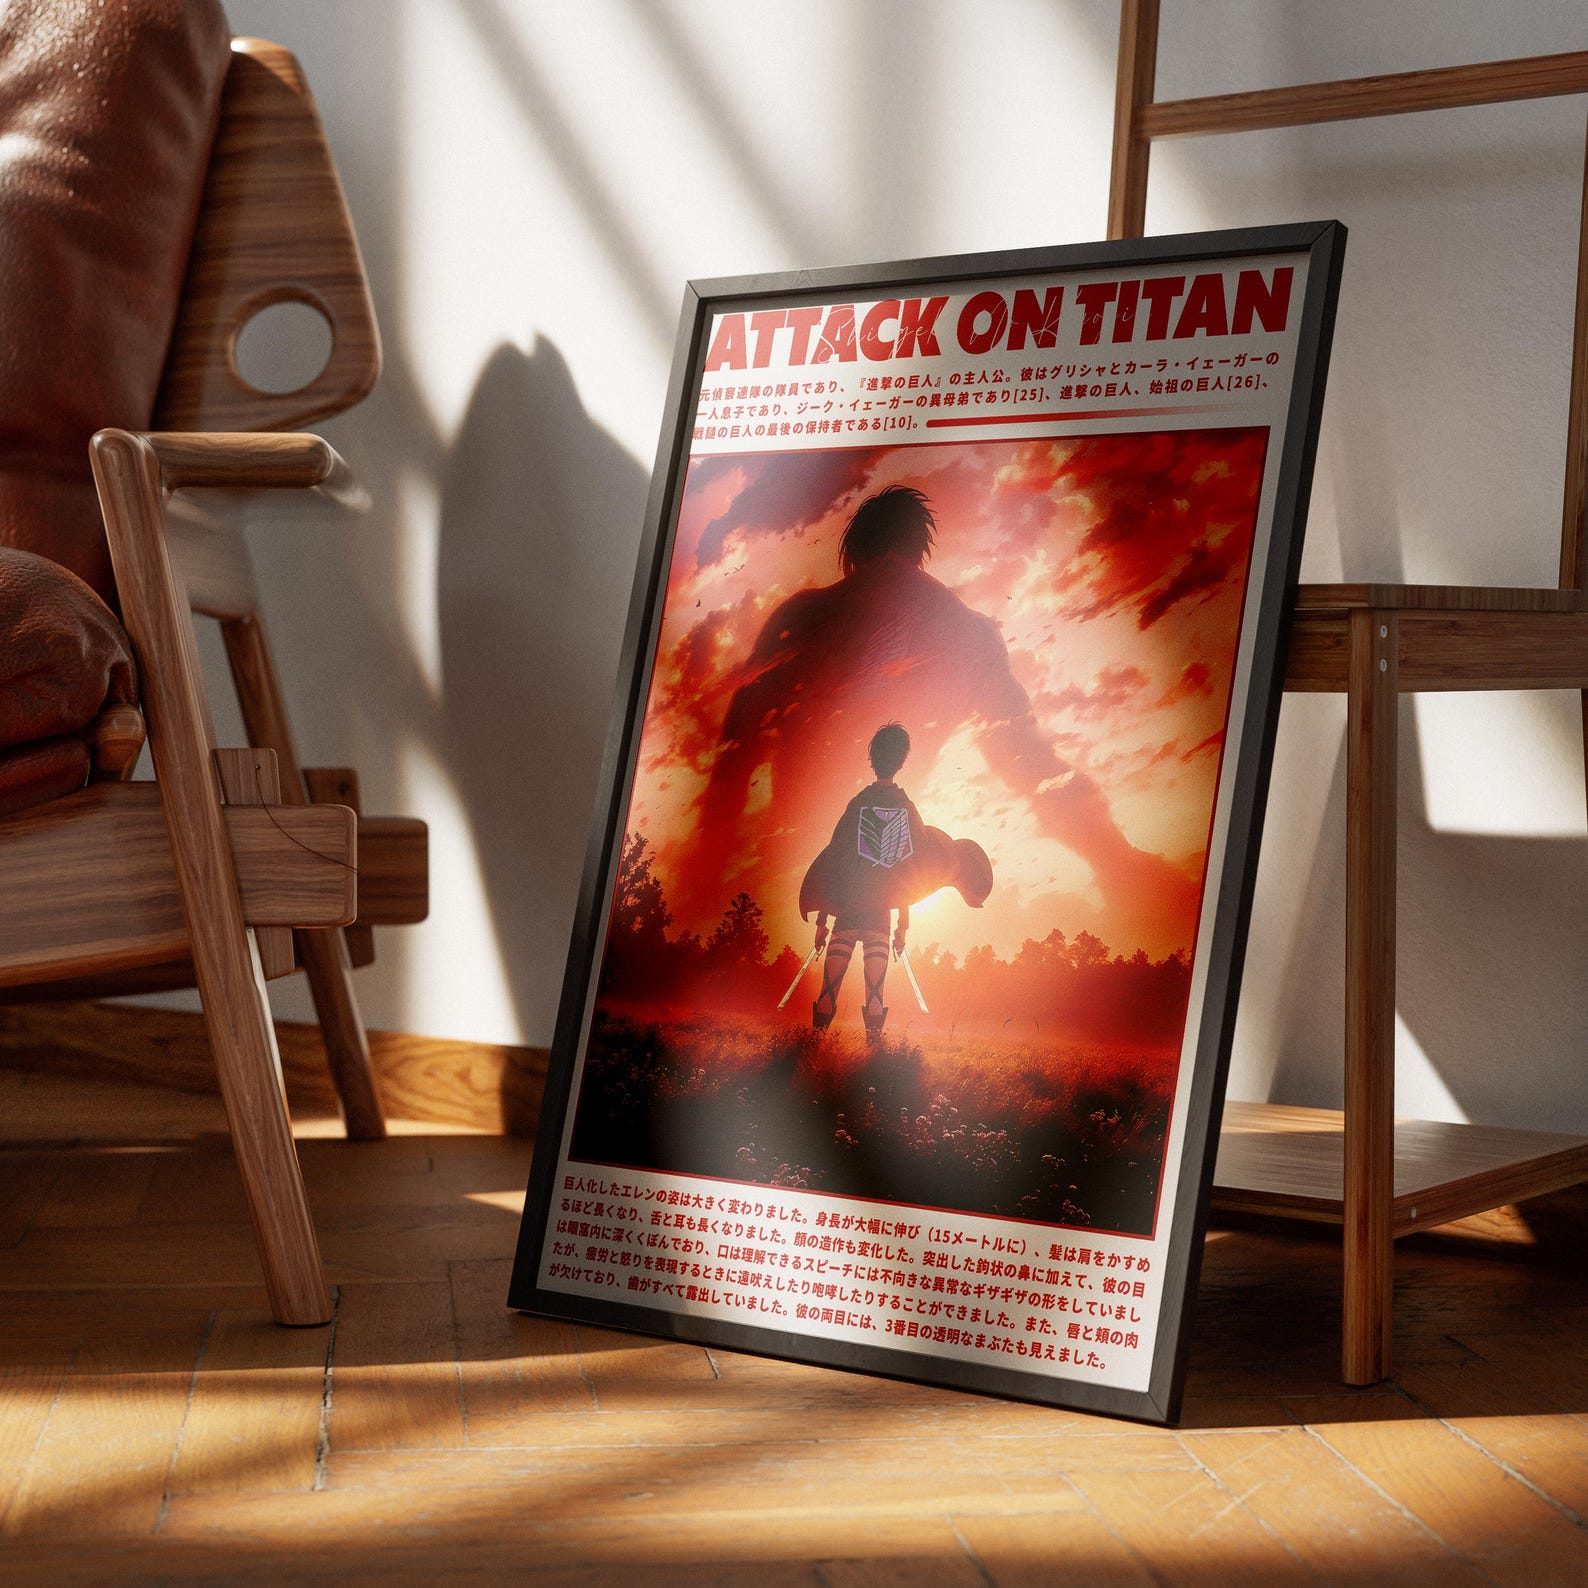 ATTACK ON TITAN
Shingeki No Kyojin
元偵察連隊の隊員であり、『進撃の巨人』の主人公。彼はグリシャとカーラ・イェーガーの
一人息子であり、ジーク・イェーガーの異母弟であり[25]、進撃の巨人、始祖の巨人[26]、
戦鎚の巨人の最後の保持者である[10]。
巨人化したエレンの姿は大きく変わりました。身長が大幅に伸び（15メートルに）、髪は肩をかすめ
るほど長くなり、舌と耳も長くなりました。顔の造作も変化した。突出した鉤状の鼻に加えて、彼の目
は眼窩内に深くくぼんでおり、口は理解できるスピーチには不向きな異常なギザギザの形をしていまし
たが、疲労と怒りを表現するときに遠吠えしたり咆哮したりすることができました。また、唇と頬の肉
が欠けており、歯がすべて露出していました。彼の両目には、3番目の透明なまぶたも見えました。